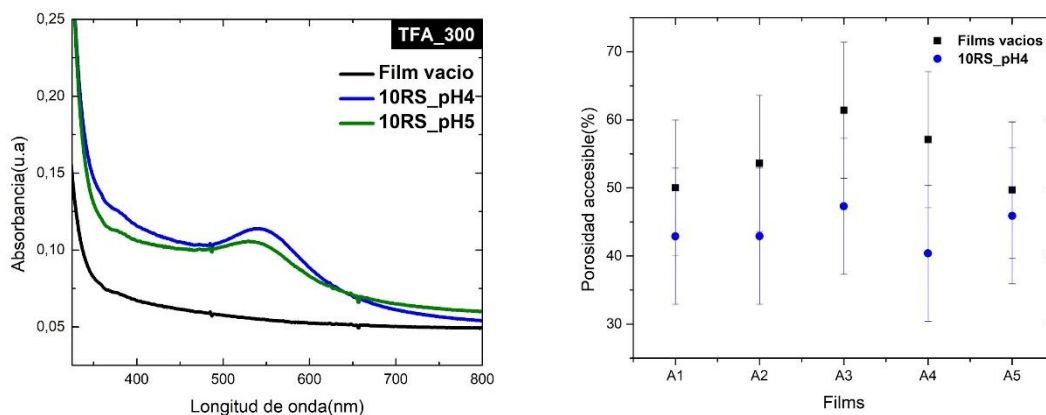 0,25
0,20
0,15
0,10
0,05
Absorbancia(u.a)
TFA_300
Film vacio
10RS_pH4
10RS_pH5
400
500
600
700
800
Longitud de onda(nm)
70
60
50
40
30
Porosidad accesible(%)
Films vacios
10RS_pH4
A1
A2
A3
A4
A5
Films